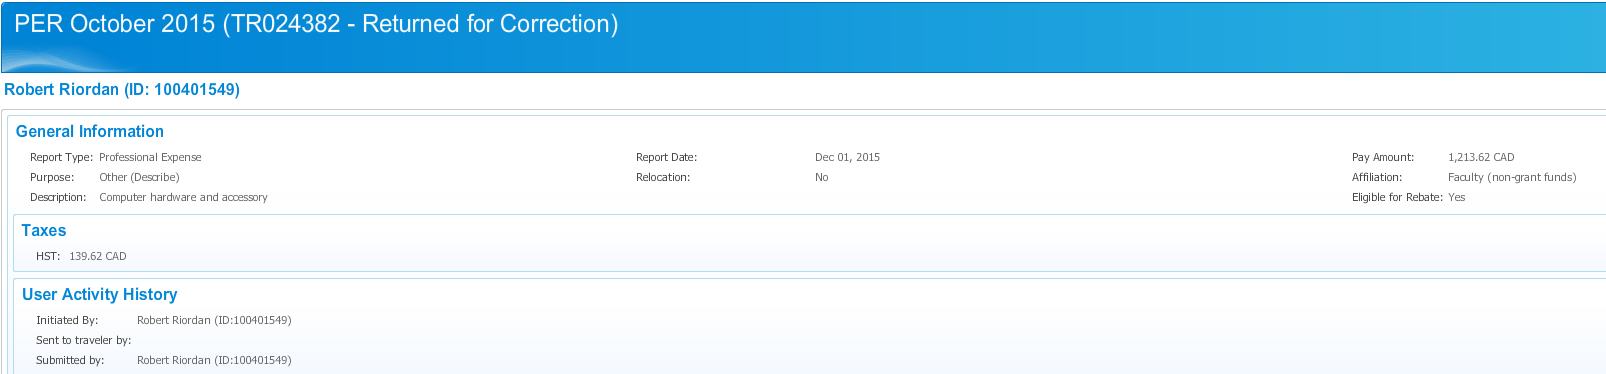 PER October 2015 (TR024382 - Returned for Correction)
Robert Riordan (ID: 100401549)
General Information
Report Type: Professional Expense Report Date: Dec 01, 2015 Pay Amount: 1,213.62 CAD
Purpose: Other (Describe) Relocation: No Affiliation: Faculty (non-grant funds)
Description: Computer hardware and accessory Eligible for Rebate: Yes
Taxes
HST: 139.62 CAD
User Activity History
Initiated By: Robert Riordan (ID:100401549)
Sent to traveler by:
Submitted by: Robert Riordan (ID:100401549)